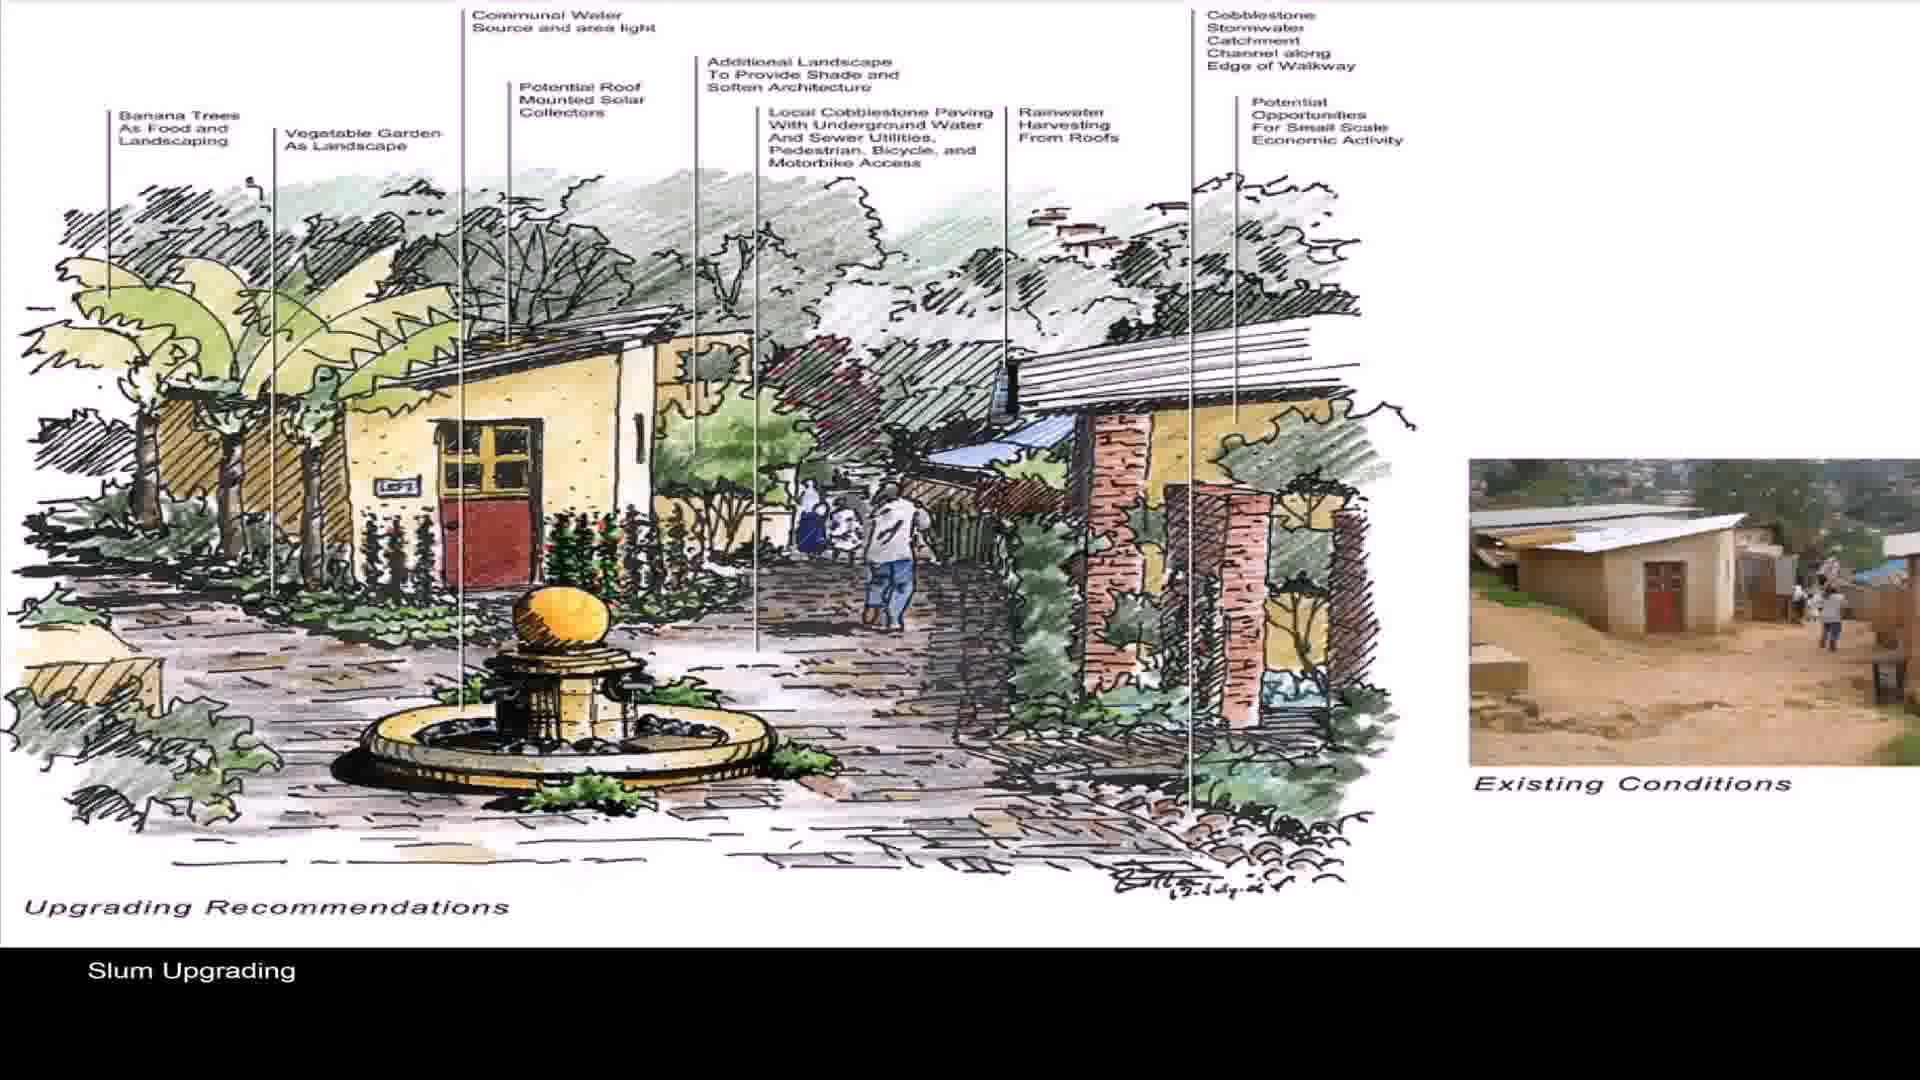 Communal Water
Source and area light
Cobblestone
Stormwater
Catchment
Channel along
Edge of Walkway
Additional Landscape
To Provide Shade and
Soften Architecture
Potential Roof
Mounted Solar
Collectors
Banana Trees
As Food and
Landscaping
Vegetable Garden
As Landscape
Local Cobblestone Paving
With Underground Water
And Sewer Utilities,
Pedestrian, Bicycle, and
Motorbike Access
Rainwater
Harvesting
From Roofs
Potential
Opportunities
For Small Scale
Economic Activity
Existing Conditions
Upgrading Recommendations
Slum Upgrading